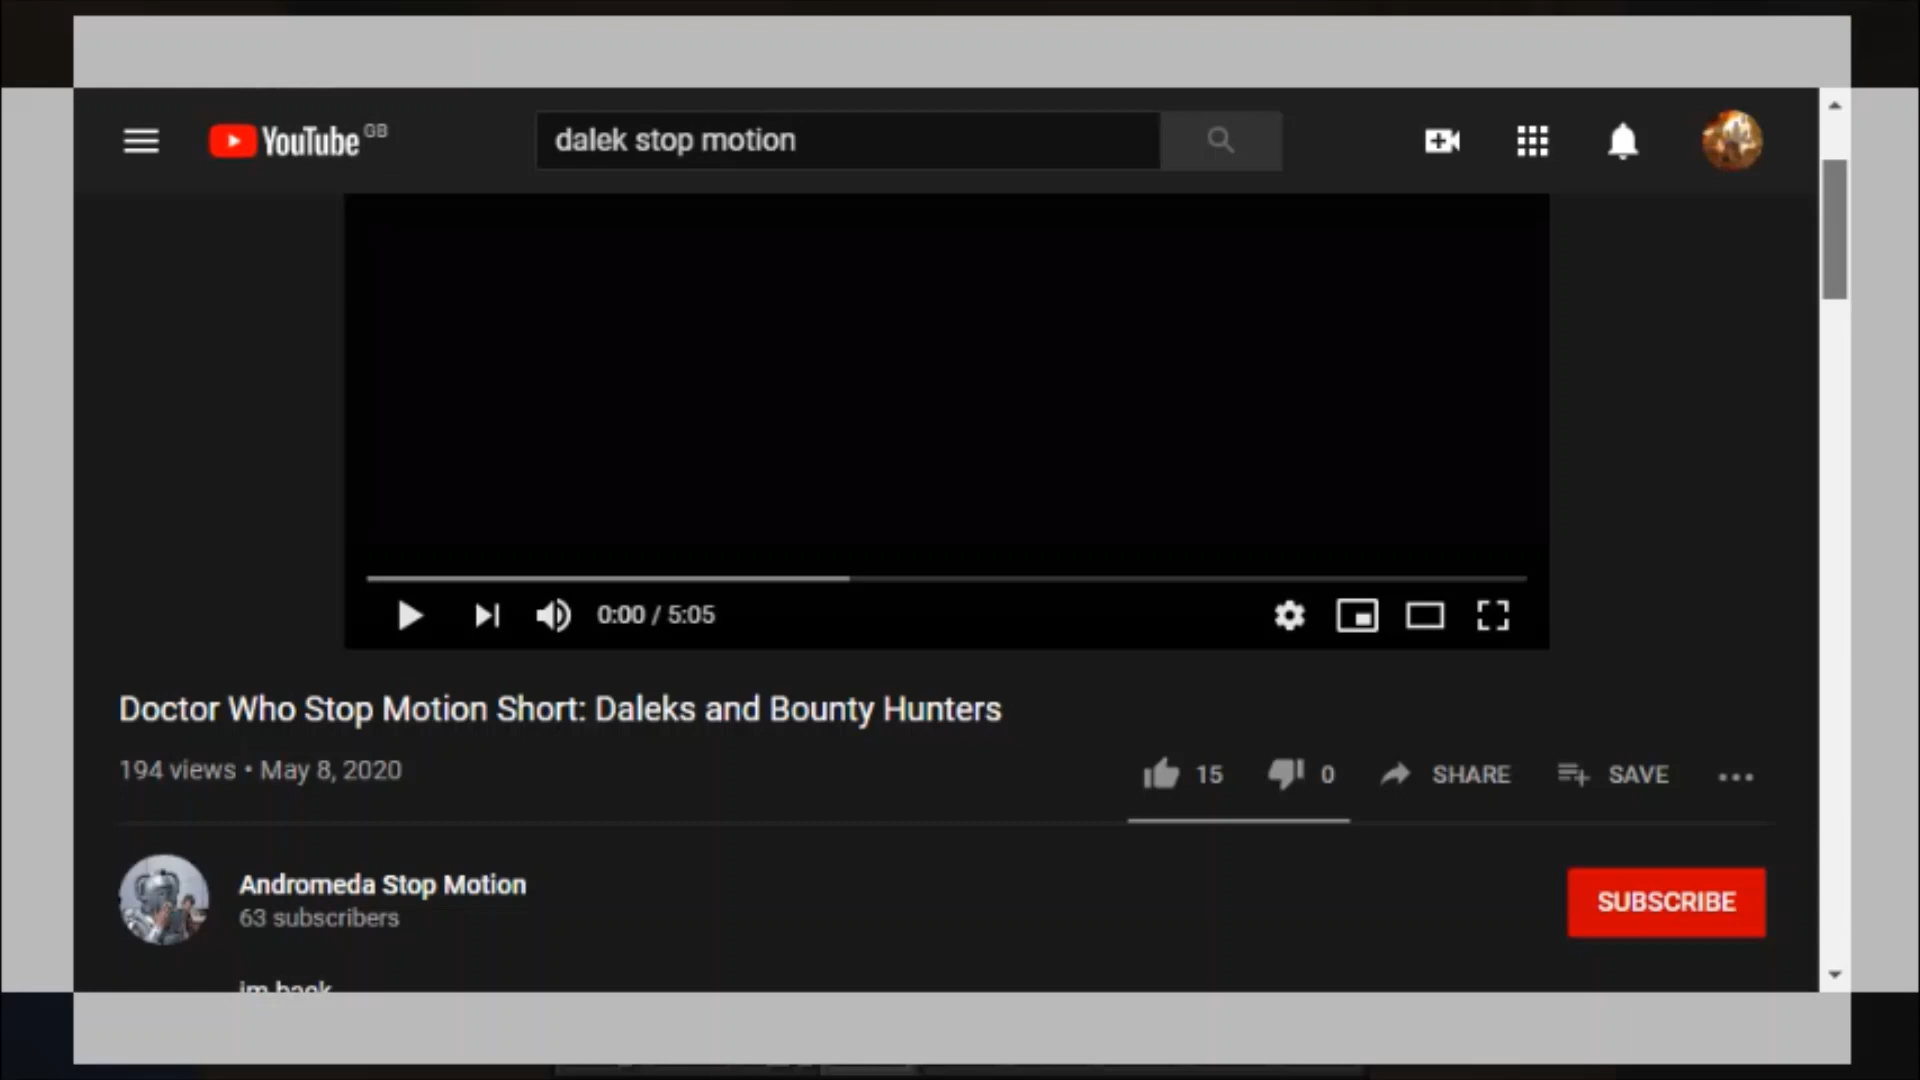 YouTube GB
dalek stop motion
0:00 / 5:05
Doctor Who Stop Motion Short: Daleks and Bounty Hunters
194 views • May 8, 2020
15
0
SHARE
SAVE
Andromeda Stop Motion
63 subscribers
SUBSCRIBE
im back